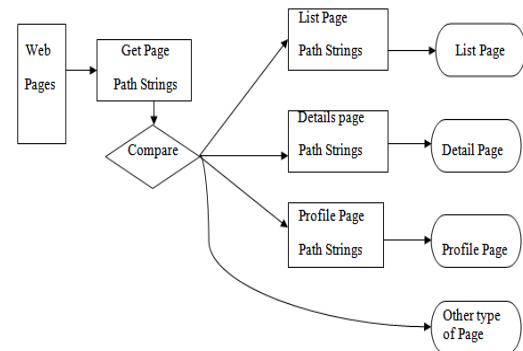 Web
Pages
Get Page
Path Strings
Compare
List Page
Path Strings
List Page
Details page
Path Strings
Detail Page
Profile Page
Path Strings
Profile Page
Other type
of Page